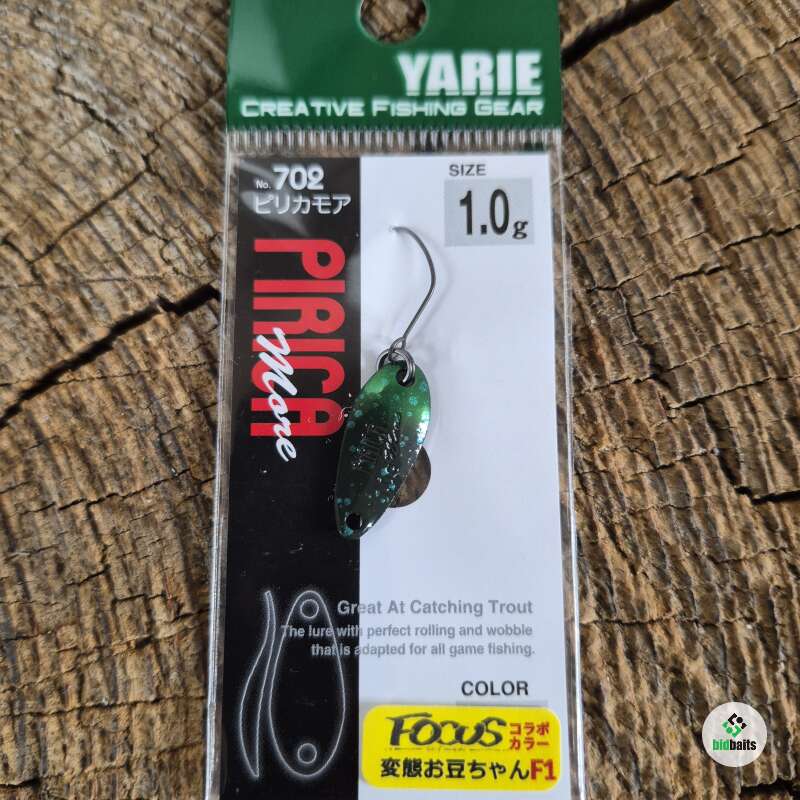 YARIE
CREATIVE FISHING GEAR
No. 702
ピリカモア
SIZE
1.0g
PIRICA
More
Great At Catching Trout
The lure with perfect rolling and wobble
that is adapted for all game fishing.
COLOR
FOCUS コラボ
カラー
変態お豆ちゃんF1
bidbaits